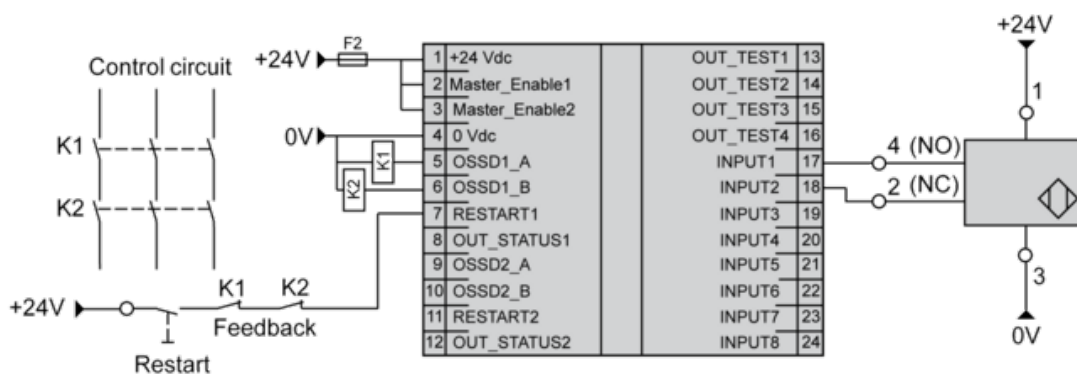 +24V
F2
+24V
Control circuit
K1
K2
0V
K1
K2
1 +24 Vdc
2 Master_Enable1
3 Master_Enable2
4 0 Vdc
5 OSSD1_A
6 OSSD1_B
7 RESTART1
8 OUT_STATUS1
9 OSSD2_A
10 OSSD2_B
11 RESTART2
12 OUT_STATUS2
OUT_TEST1 13
OUT_TEST2 14
OUT_TEST3 15
OUT_TEST4 16
INPUT1 17
INPUT2 18
INPUT3 19
INPUT4 20
INPUT5 21
INPUT6 22
INPUT7 23
INPUT8 24
1
4 (NO)
2 (NC)
3
0V
+24V
K1
K2
Feedback
Restart